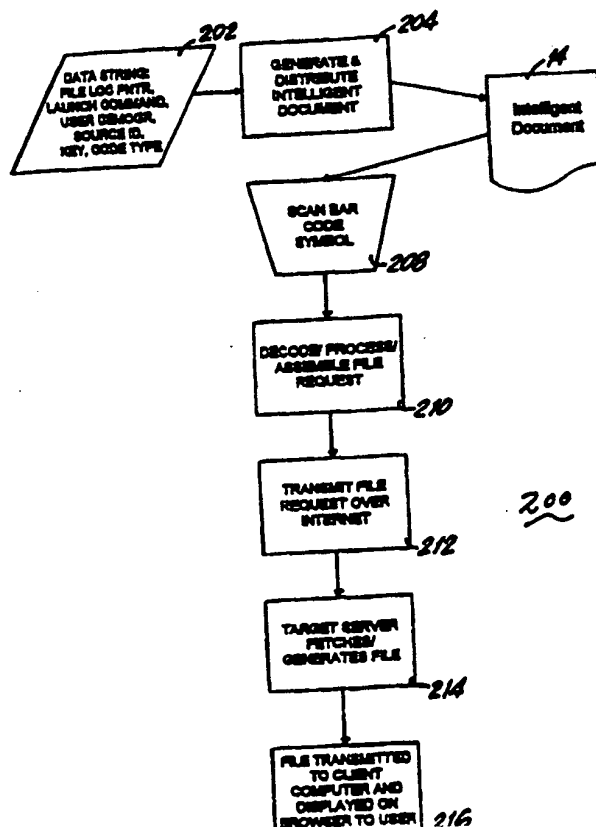 202
DATA STRING:
FILE LOC PNTR,
LAUNCH COMMAND,
USER DEMOGR,
SOURCE ID,
KEY, CODE TYPE
204
GENERATE &
DISTRIBUTE
INTELLIGENT
DOCUMENT
14
Intelligent
Document
SCAN BAR
CODE
SYMBOL
208
DECODE/ PROCESS/
ASSEMBLE FILE
REQUEST
210
TRANSMIT FILE
REQUEST OVER
INTERNET
212
200
TARGET SERVER
FETCHES/
GENERATES FILE
214
FILE TRANSMITTED
TO CLIENT
COMPUTER AND
DISPLAYED ON
BROWSER TO USER
216